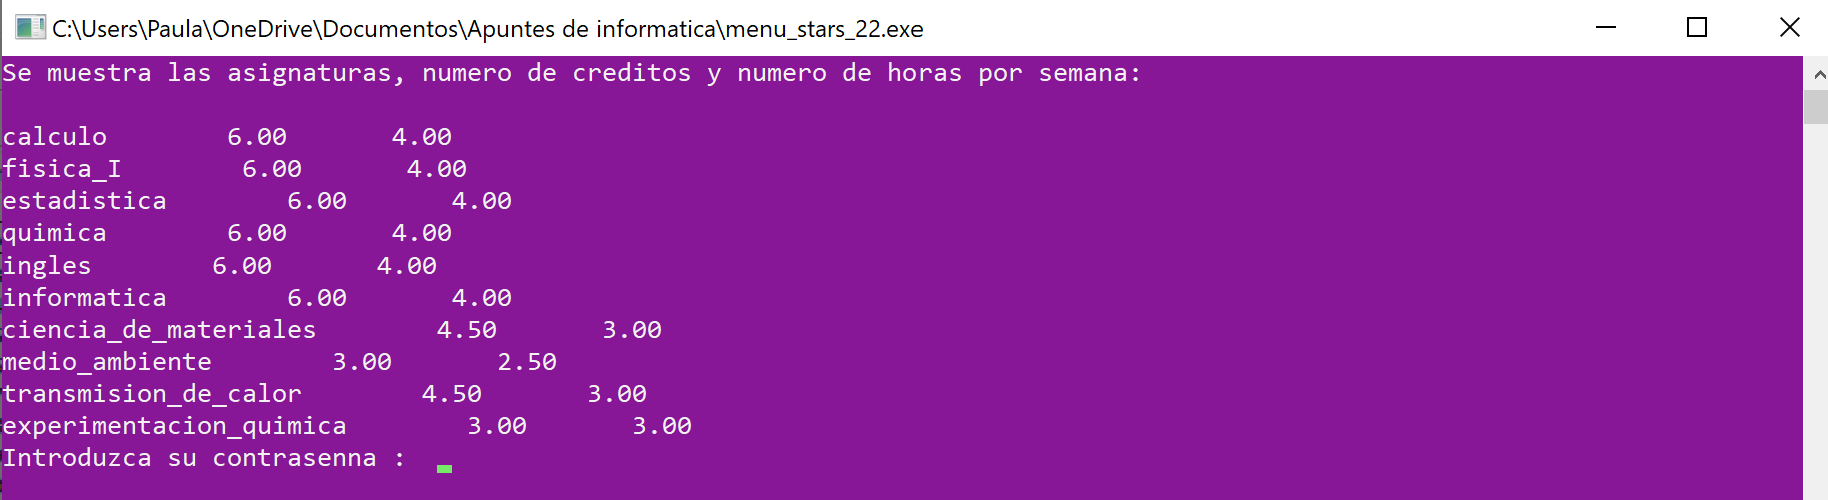 C:\Users\Paula\OneDrive\Documentos\Apuntes de informatica\menu_stars_22.exe
Se muestra las asignaturas, numero de creditos y numero de horas por semana:
calculo        6.00       4.00
fisica_I        6.00       4.00
estadistica        6.00       4.00
quimica        6.00       4.00
ingles        6.00       4.00
informatica        6.00       4.00
ciencia_de_materiales        4.50       3.00
medio_ambiente        3.00       2.50
transmision_de_calor        4.50       3.00
experimentacion_quimica        3.00       3.00
Introduzca su contrasenna :